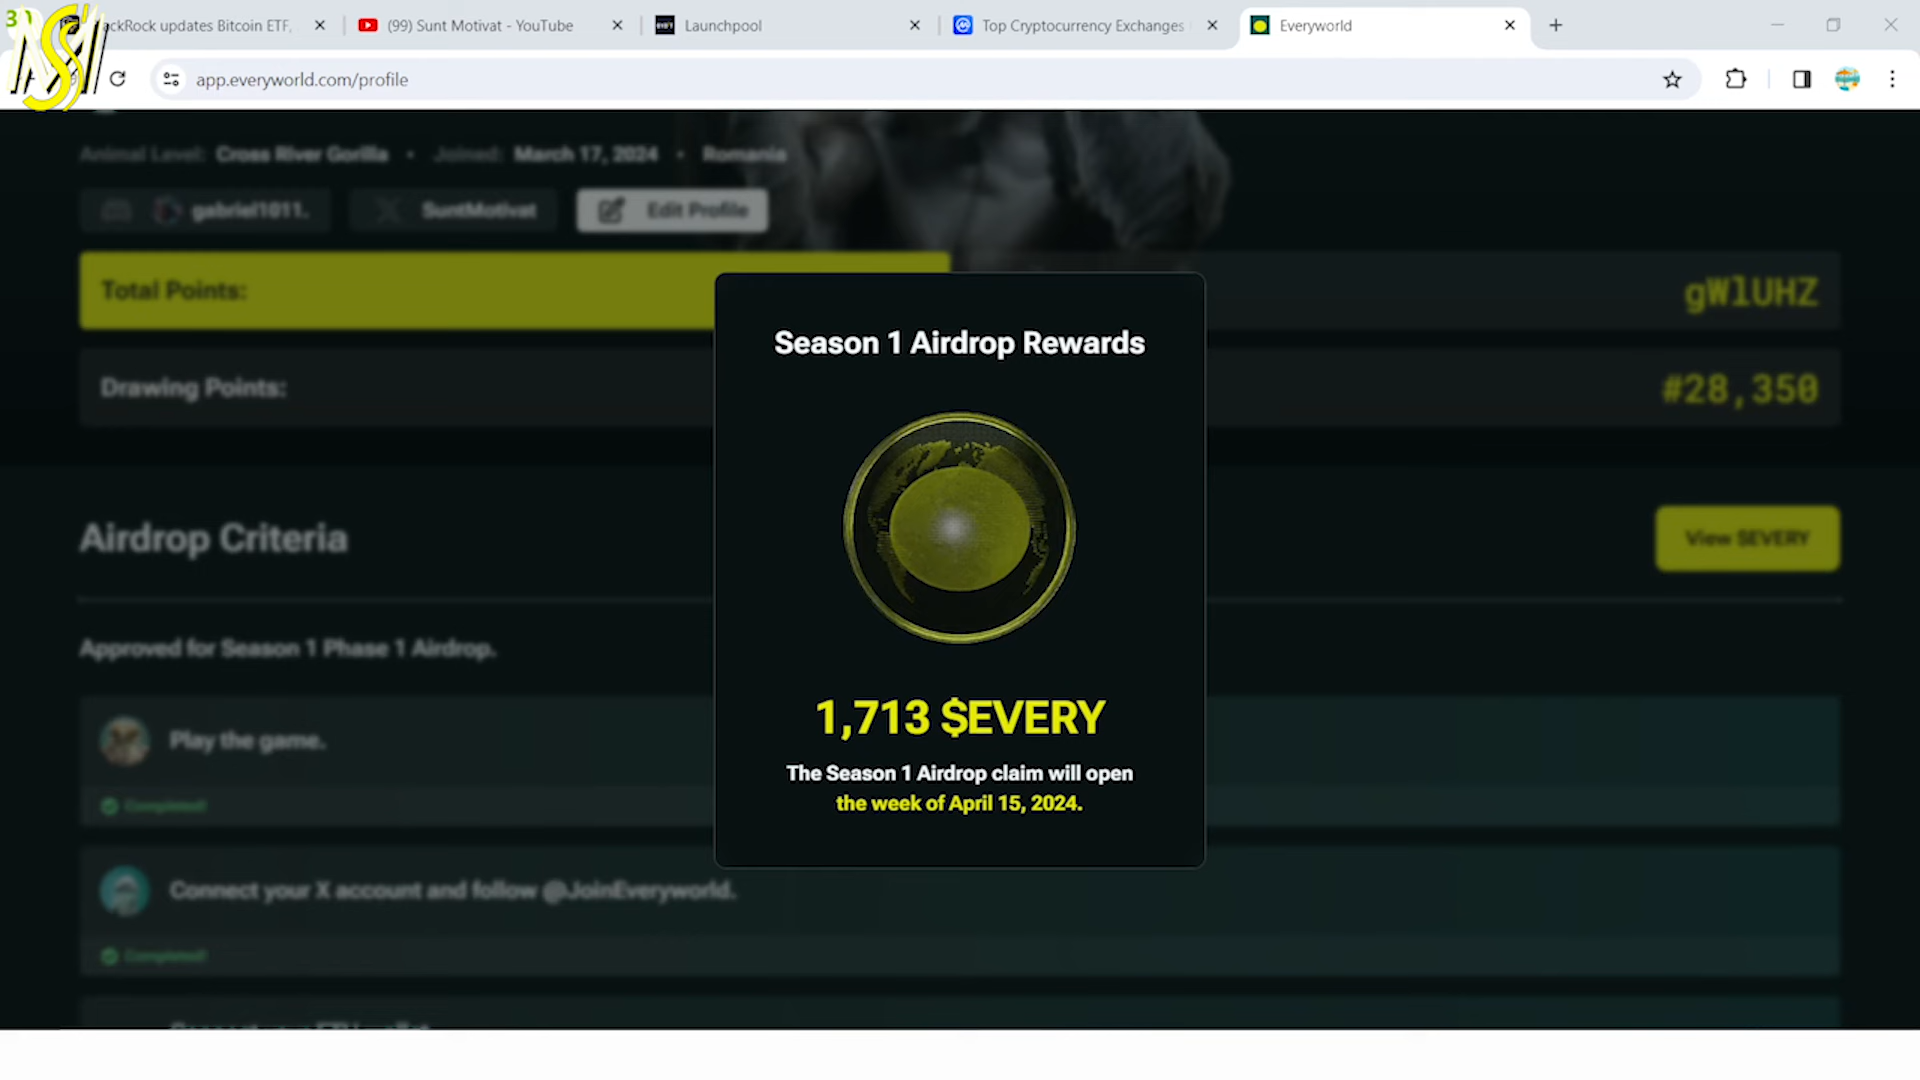 ckRock updates Bitcoin ETF,
(99) Sunt Motivat - YouTube
Launchpool
Top Cryptocurrency Exchanges
Everyworld
app.everyworld.com/profile
Animal Level: Cross River Gorilla • Joined: March 17, 2024 • Romania
gabriel1011.
SuntMotivat
Edit Profile
Total Points:
gWlUHZ
Drawing Points:
#28,350
Season 1 Airdrop Rewards
Airdrop Criteria
View $EVERY
Approved for Season 1 Phase 1 Airdrop.
1,713 $EVERY
Play the game.
The Season 1 Airdrop claim will open
the week of April 15, 2024.
Completed!
Connect your X account and follow @JoinEveryworld.
Completed!